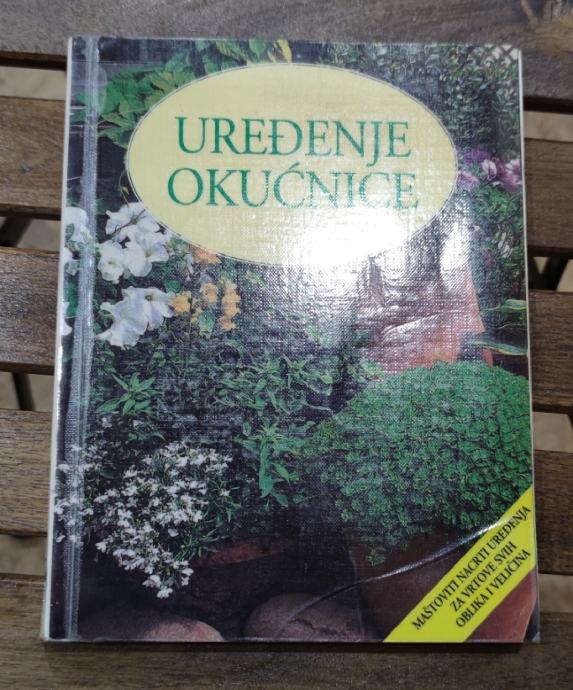 UREĐENJE
OKUĆNICE
MAŠTOVITI NACRTI UREĐENJA
ZA VRTOVE SVIH
OBLIKA I VELIČINA